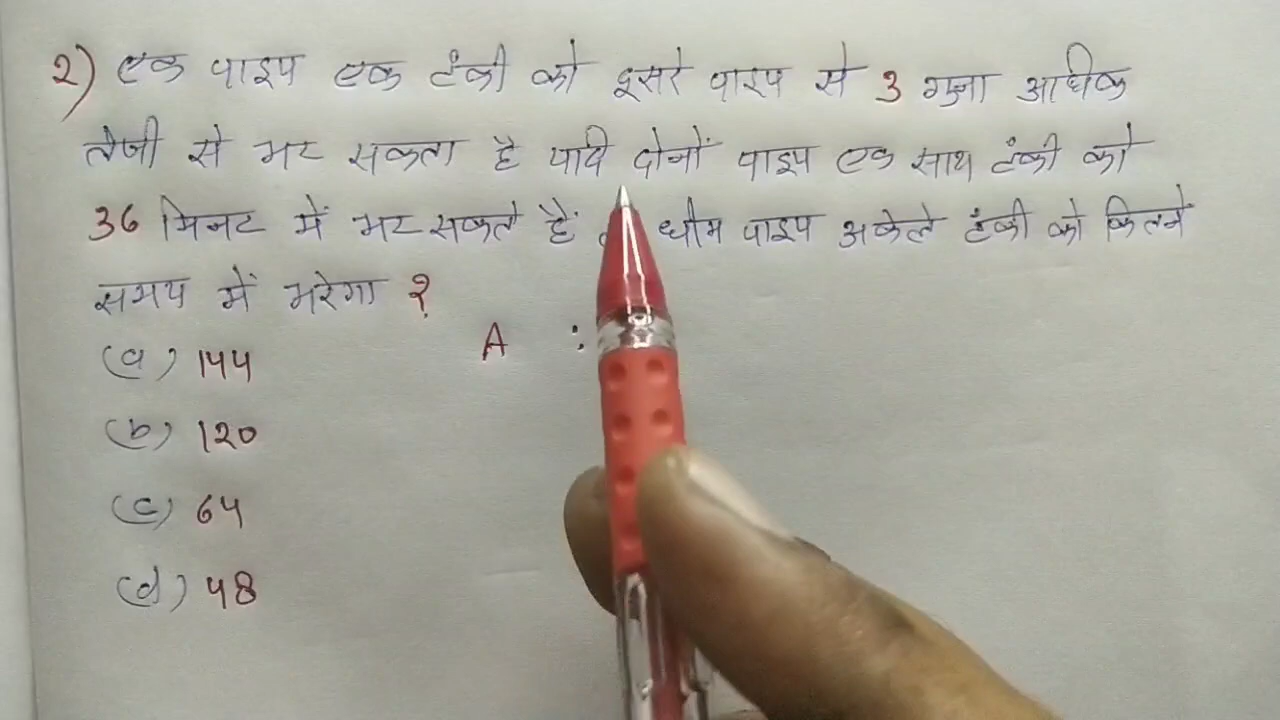 2) एक पाइप एक टंकी को दूसरे पाइप से 3 गुना अधिक
तेजी से भर सकता है यदि दोनों पाइप एक साथ टंकी को
36 मिनट में भर सकते हैं धीमा पाइप अकेले टंकी को कितने
समय में भरेगा ?
A :
(a) 144
(b) 120
(c) 64
(d) 48